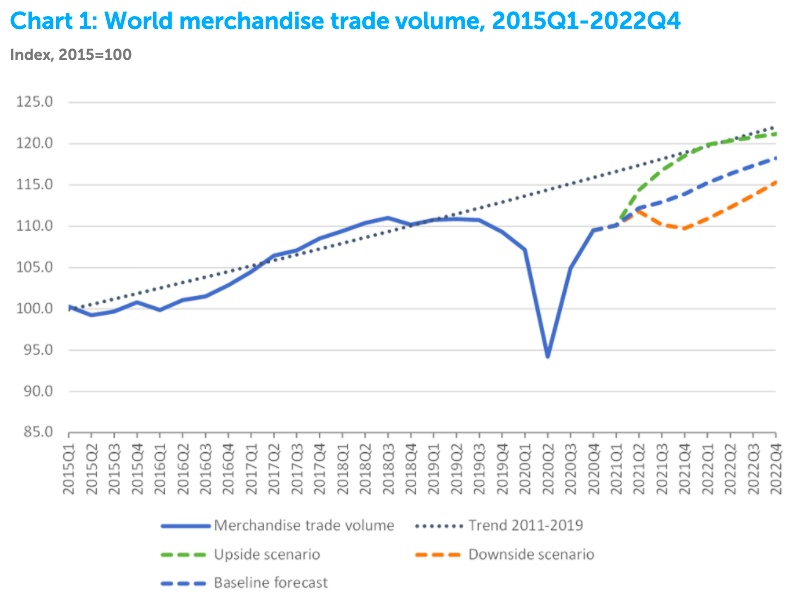 Chart 1: World merchandise trade volume, 2015Q1-2022Q4
Index, 2015=100
125.0
120.0
115.0
110.0
105.0
100.0
95.0
90.0
85.0
2015Q1
2015Q2
2015Q3
2015Q4
2016Q1
2016Q2
2016Q3
2016Q4
2017Q1
2017Q2
2017Q3
2017Q4
2018Q1
2018Q2
2018Q3
2018Q4
2019Q1
2019Q2
2019Q3
2019Q4
2020Q1
2020Q2
2020Q3
2020Q4
2021Q1
2021Q2
2021Q3
2021Q4
2022Q1
2022Q2
2022Q3
2022Q4
Merchandise trade volume
Trend 2011-2019
Upside scenario
Downside scenario
Baseline forecast